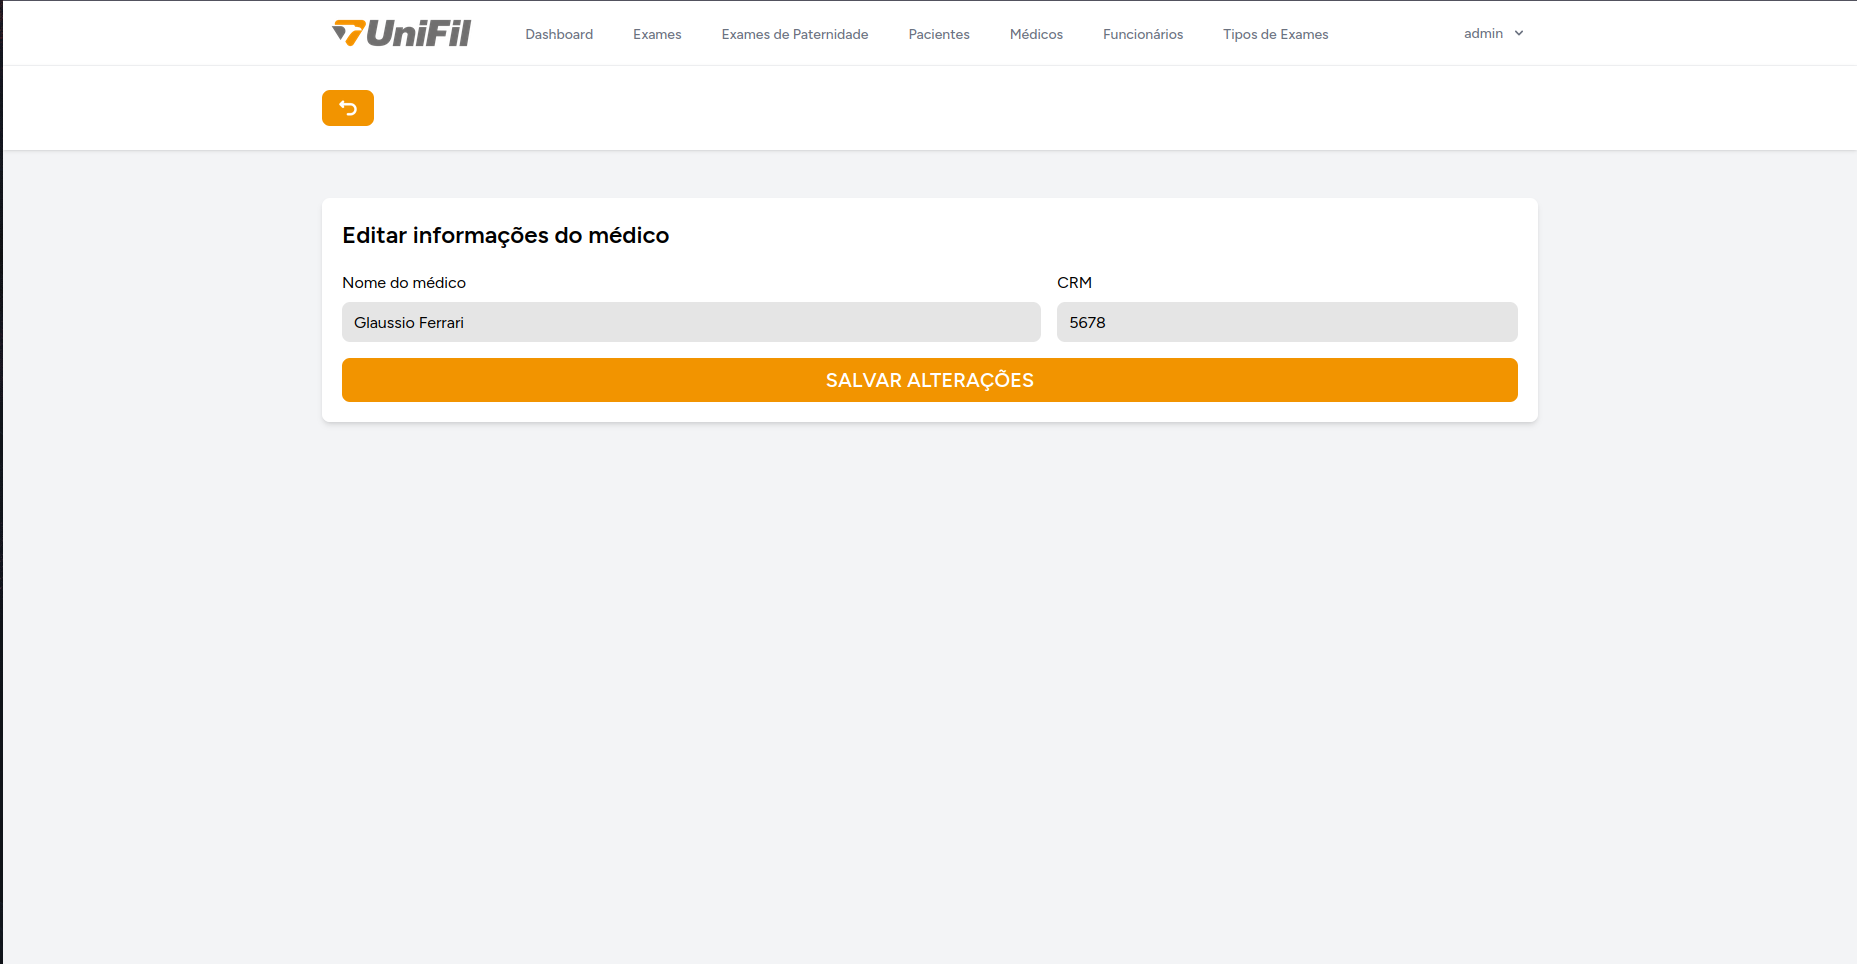 UniFil Dashboard Exames Exames de Paternidade Pacientes Médicos Funcionários Tipos de Exames admin
Editar informações do médico
Nome do médico CRM
Glaussio Ferrari 5678
SALVAR ALTERAÇÕES